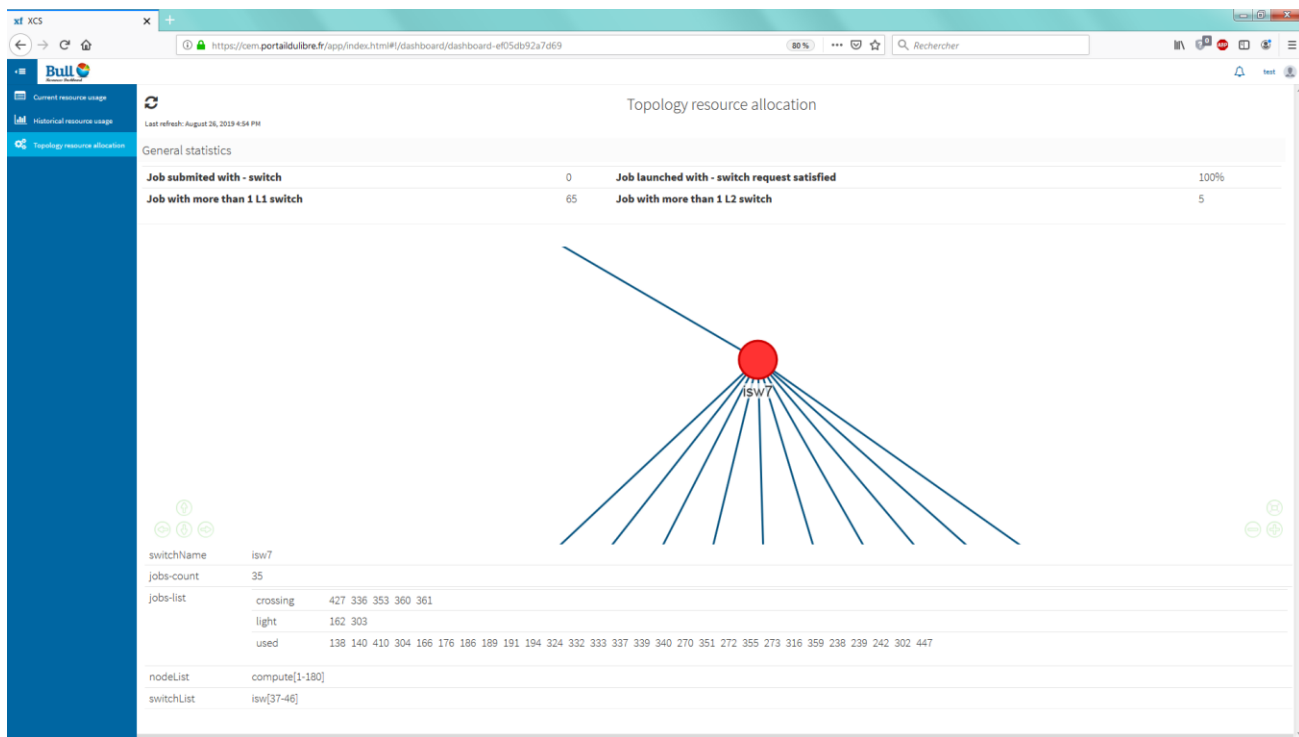 xf XCS
https://cem.portaildulibre.fr/app/index.html#!/dashboard/dashboard-ef05db92a7d69
80 %
Rechercher
Bull
test
Current resource usage
Historical resource usage
Topology resource allocation
Topology resource allocation
Last refresh: August 26, 2019 4:54 PM
General statistics
Job submited with - switch 0 Job launched with - switch request satisfied 100%
Job with more than 1 L1 switch 65 Job with more than 1 L2 switch 5
isw7
switchName isw7
jobs-count 35
jobs-list crossing 427 336 353 360 361
light 162 303
used 138 140 410 304 166 176 186 189 191 194 324 332 333 337 339 340 270 351 272 355 273 316 359 238 239 242 302 447
nodeList compute[1-180]
switchList isw[37-46]